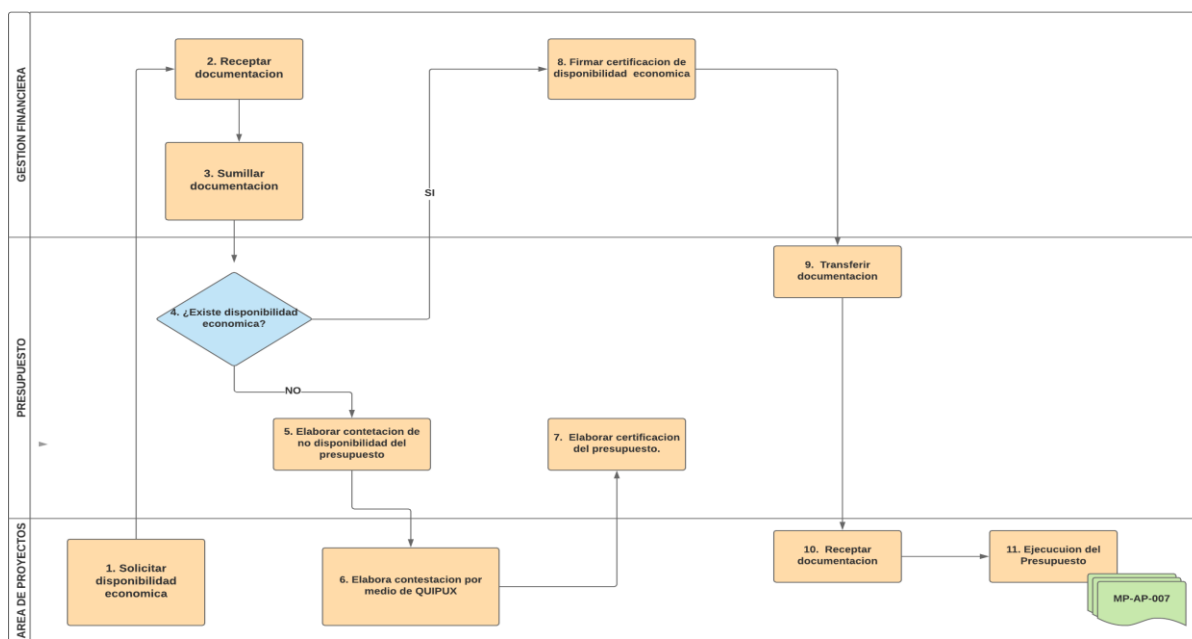 GESTION FINANCIERA
2. Receptar
documentacion
8. Firmar certificacion de
disponibilidad economica
3. Sumillar
documentacion
SI
PRESUPUESTO
9. Transferir
documentacion
4. ¿Existe disponibilidad
economica?
NO
5. Elaborar contetacion de
no disponibilidad del
presupuesto
7. Elaborar certificacion
del presupuesto.
AREA DE PROYECTOS
1. Solicitar
disponibilidad
economica
6. Elabora contestacion por
medio de QUIPUX
10. Receptar
documentacion
11. Ejecucuion del
Presupuesto
MP-AP-007